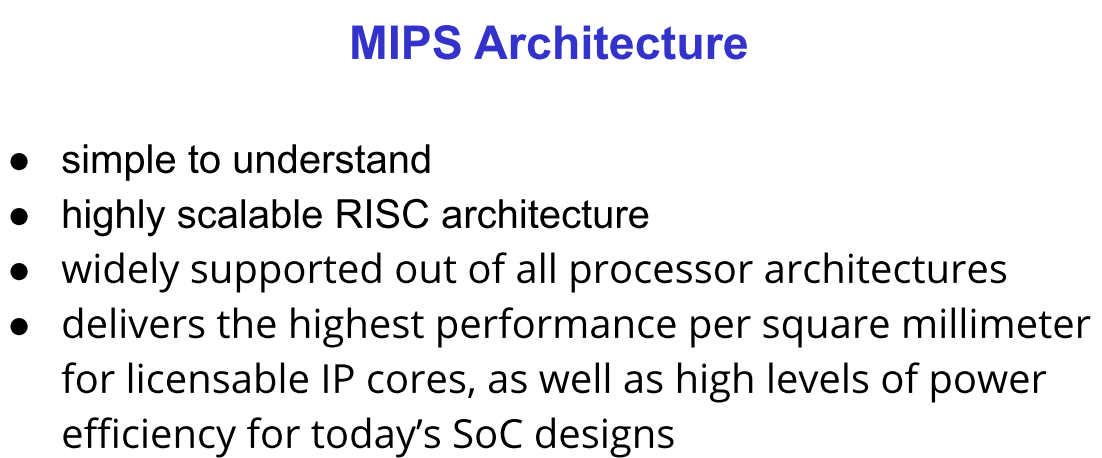 MIPS Architecture
● simple to understand
● highly scalable RISC architecture
● widely supported out of all processor architectures
● delivers the highest performance per square millimeter
for licensable IP cores, as well as high levels of power
efficiency for today’s SoC designs